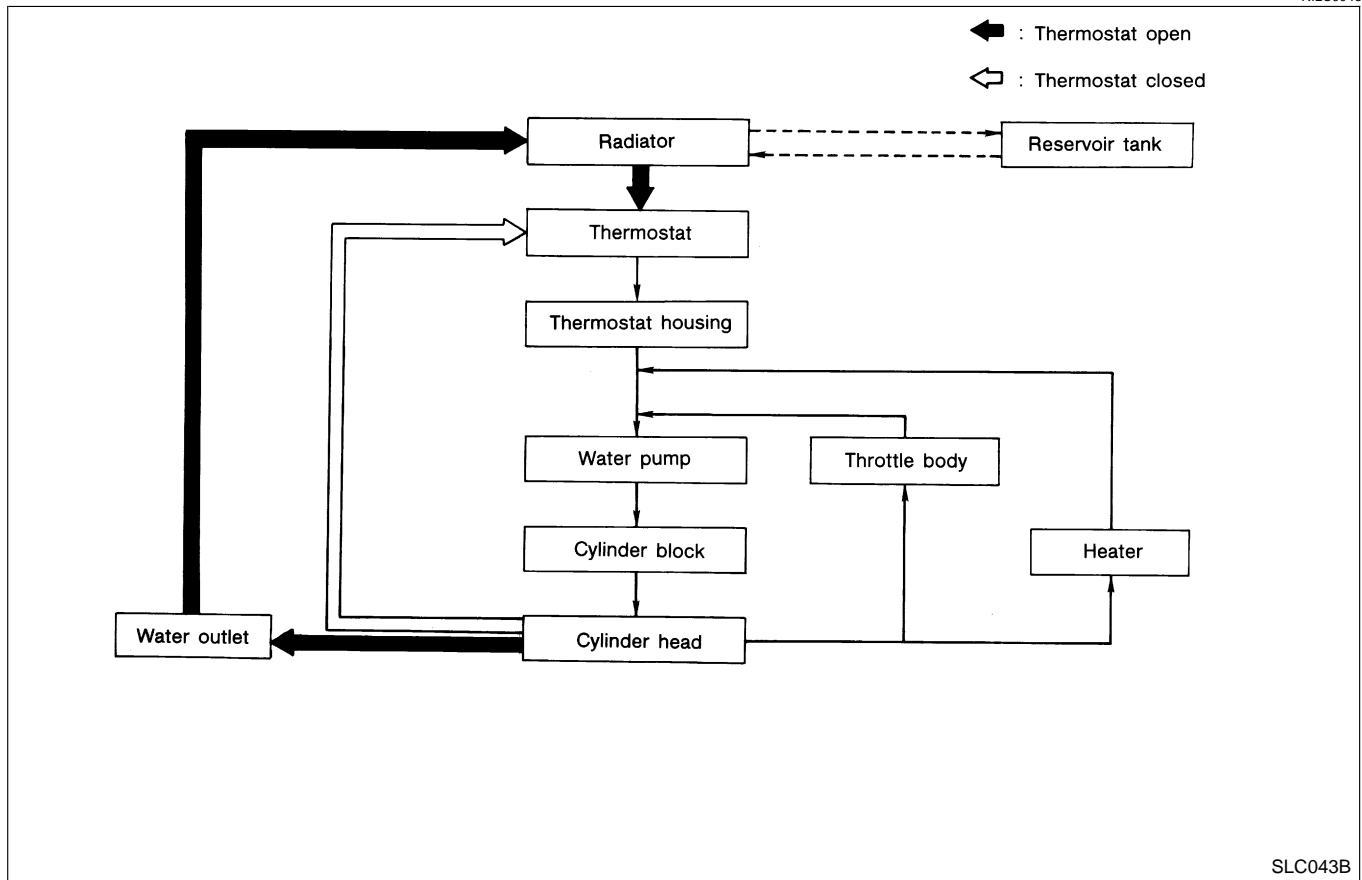 : Thermostat open
: Thermostat closed
Radiator
Reservoir tank
Thermostat
Thermostat housing
Water pump
Throttle body
Cylinder block
Heater
Water outlet
Cylinder head
SLC043B